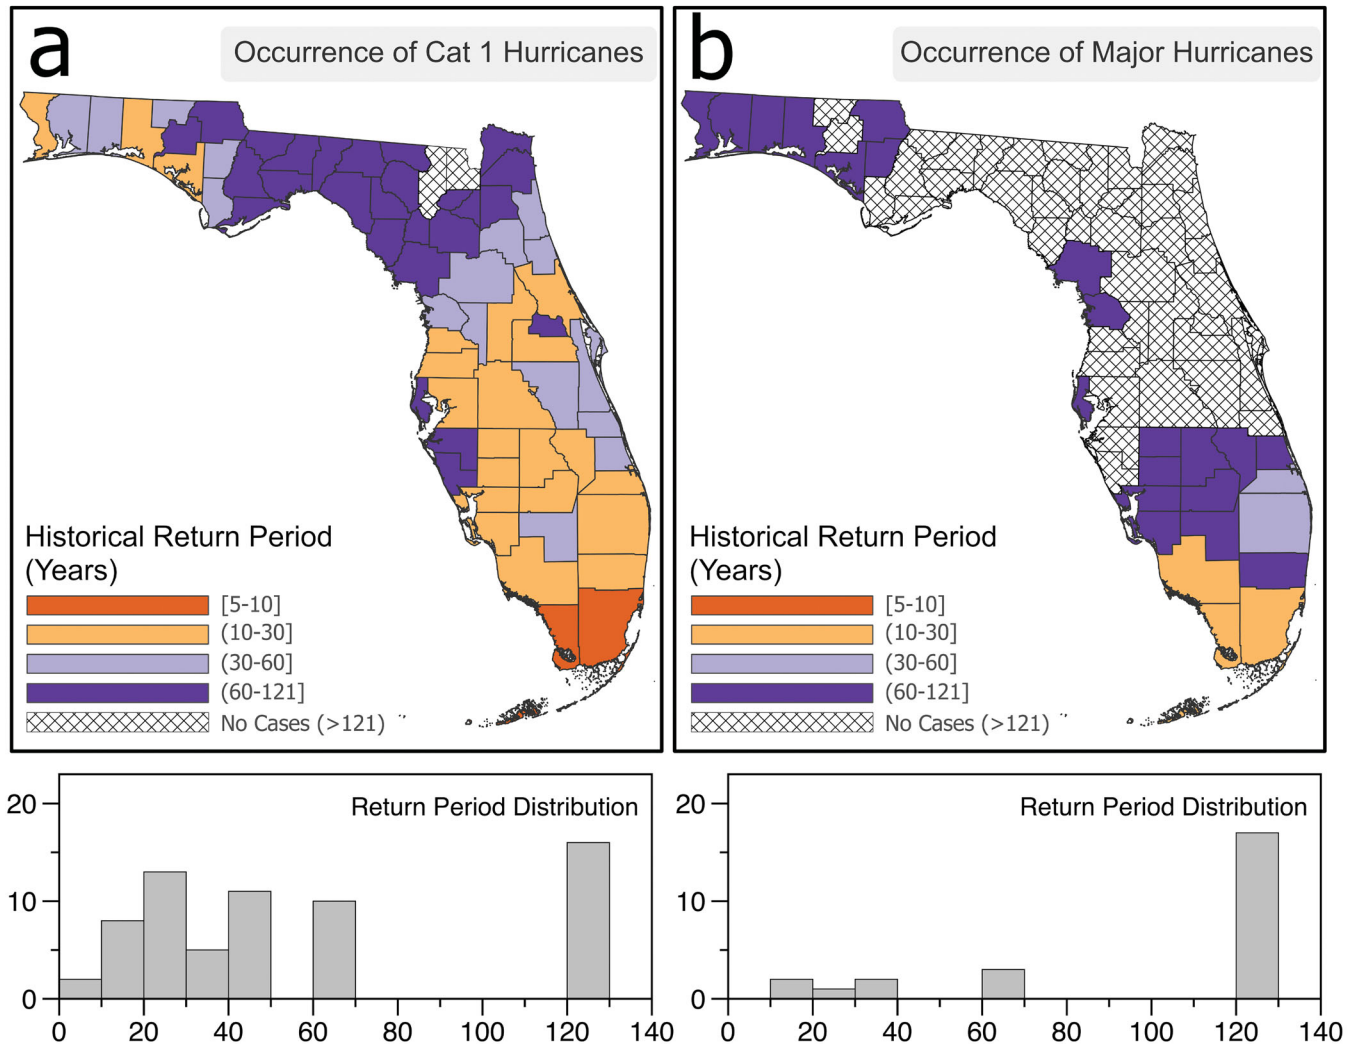 a
Occurrence of Cat 1 Hurricanes
Historical Return Period
(Years)
[5-10]
(10-30]
(30-60]
(60-121]
No Cases (>121)
b
Occurrence of Major Hurricanes
Historical Return Period
(Years)
[5-10]
(10-30]
(30-60]
(60-121]
No Cases (>121)
Return Period Distribution
20
10
0
0 20 40 60 80 100 120 140
Return Period Distribution
20
10
0
0 20 40 60 80 100 120 140